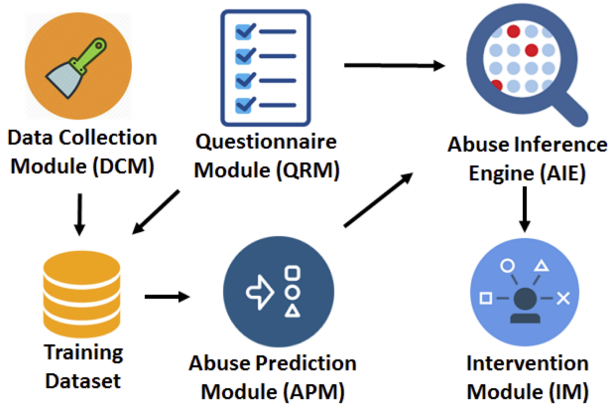 Data Collection
Module (DCM)
Questionnaire
Module (QRM)
Abuse Inference
Engine (AIE)
Training
Dataset
Abuse Prediction
Module (APM)
Intervention
Module (IM)